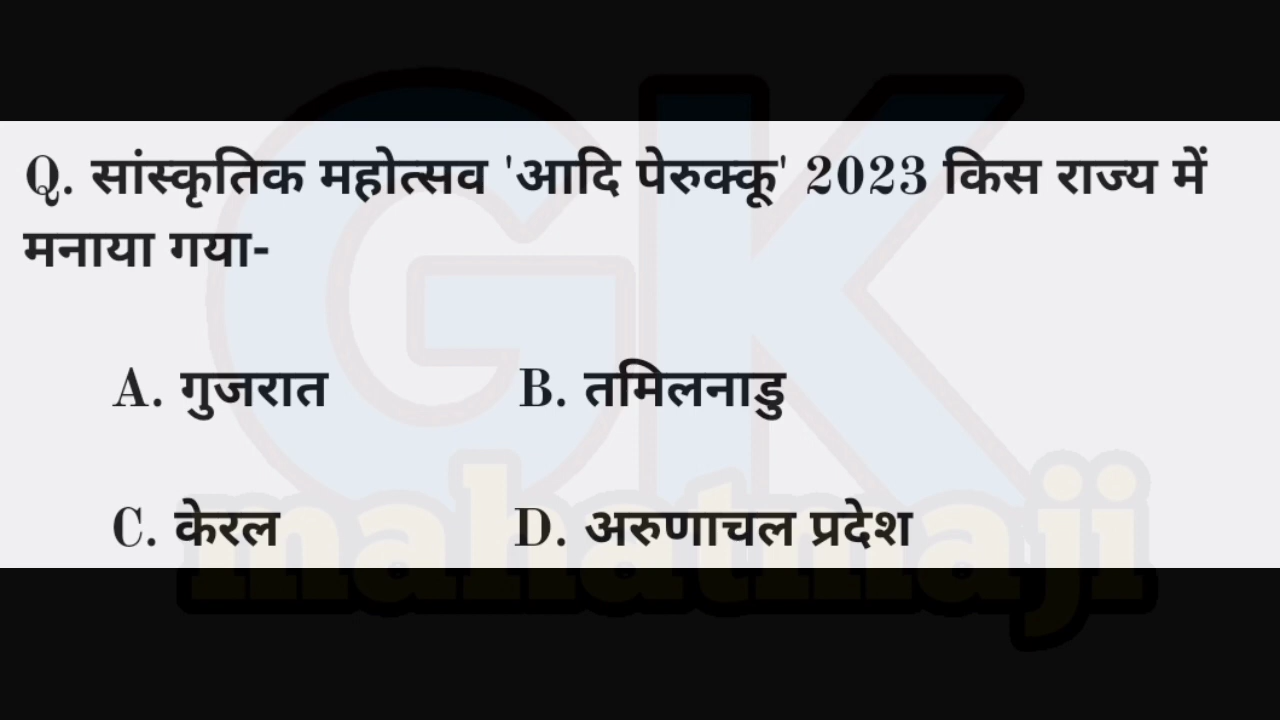 Q. सांस्कृतिक महोत्सव 'आदि पेरुक्कू' 2023 किस राज्य में
मनाया गया-
A. गुजरात B. तमिलनाडु
C. केरल D. अरुणाचल प्रदेश
GK
mahatmaji